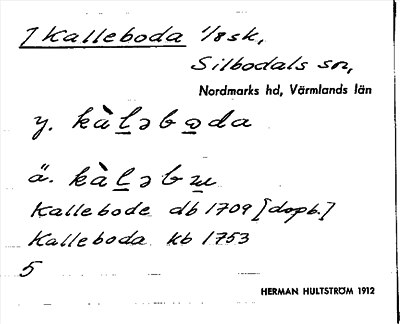 1 Kalleboda 1/8 sk,
Silbodals sn,
Nordmarks hd, Värmlands län
y. kàl̲əbo̲da
ä. kàl̲əb
Kallebode db 1709 [dopb.]
Kalleboda kb 1753
5
HERMAN HULTSTRÖM 1912